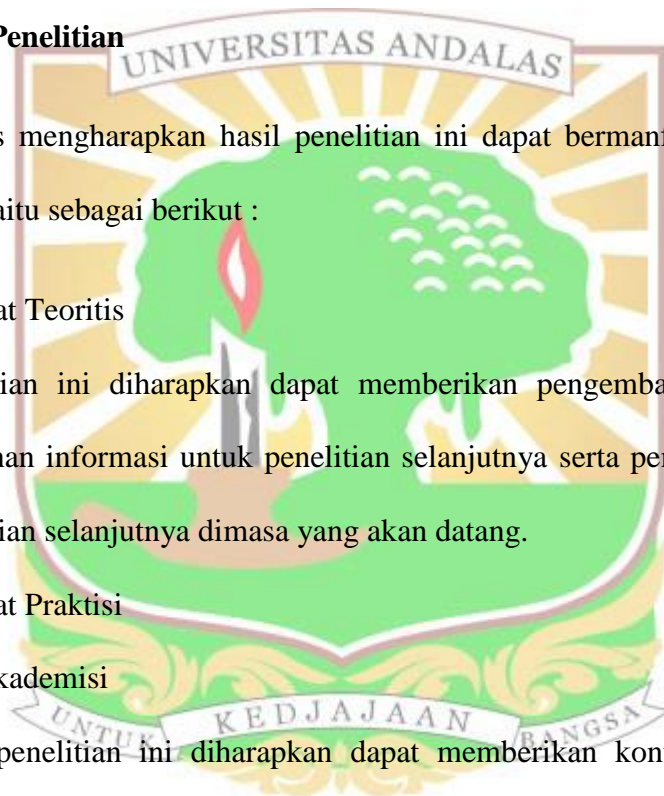 Penelitian
UNIVERSITAS ANDALAS
s mengharapkan hasil penelitian ini dapat bermanf
aitu sebagai berikut :
at Teoritis
ian ini diharapkan dapat memberikan pengemba
han informasi untuk penelitian selanjutnya serta per
ian selanjutnya dimasa yang akan datang.
at Praktisi
kademisi
UNTUK KEDJAJAAN BANGSA
penelitian ini diharapkan dapat memberikan kon